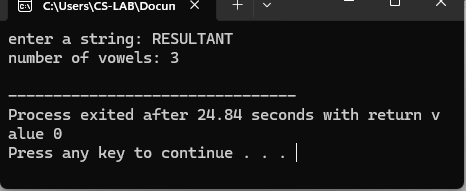 C:\Users\CS-LAB\Docun
enter a string: RESULTANT
number of vowels: 3
--------------------------------
Process exited after 24.84 seconds with return v
alue 0
Press any key to continue . . .